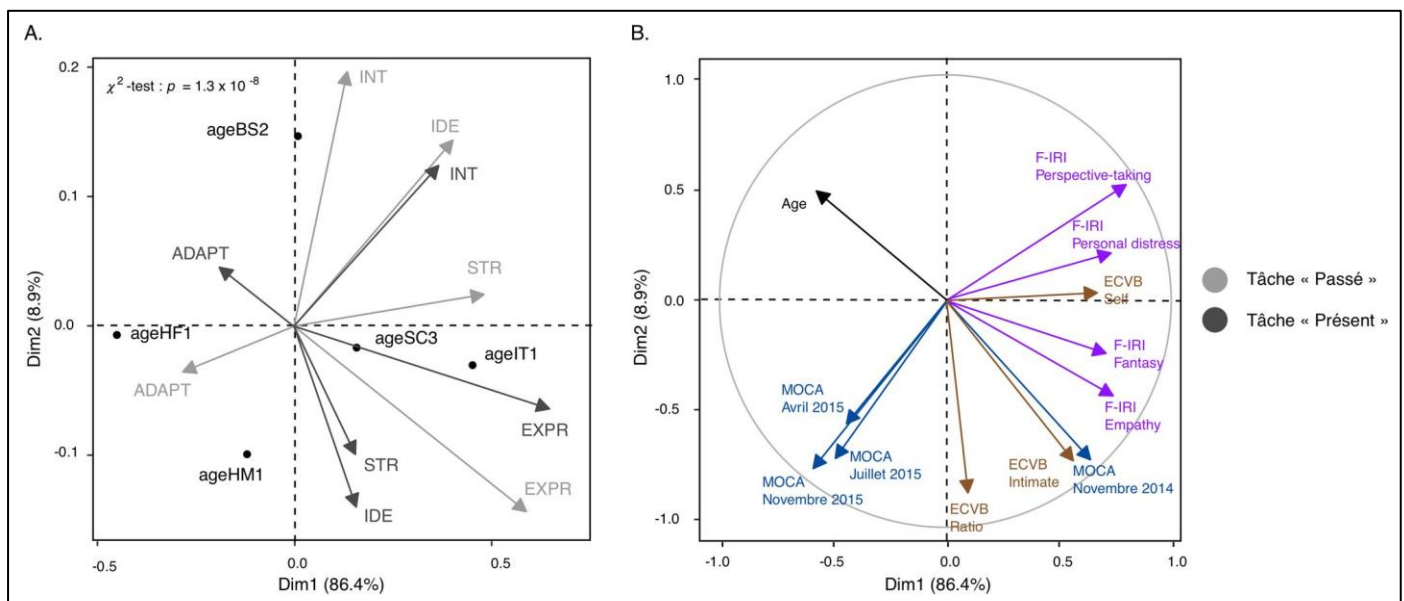 A.
χ² -test : p = 1.3 x 10 -8
0.2
0.1
0.0
-0.1
Dim2 (8.9%)
INT
IDE
INT
ageBS2
ADAPT
STR
ageHF1
ageSC3
ageIT1
ADAPT
EXPR
ageHM1
STR
EXPR
IDE
-0.5
0.0
0.5
Dim1 (86.4%)
B.
1.0
0.5
0.0
-0.5
-1.0
Dim2 (8.9%)
F-IRI
Perspective-taking
Age
F-IRI
Personal distress
ECVB
Self
F-IRI
Fantasy
F-IRI
Empathy
MOCA
Avril 2015
MOCA
Juillet 2015
MOCA
Novembre 2015
ECVB
Intimate
MOCA
Novembre 2014
ECVB
Ratio
-1.0
-0.5
0.0
0.5
1.0
Dim1 (86.4%)
Tâche « Passé »
Tâche « Présent »